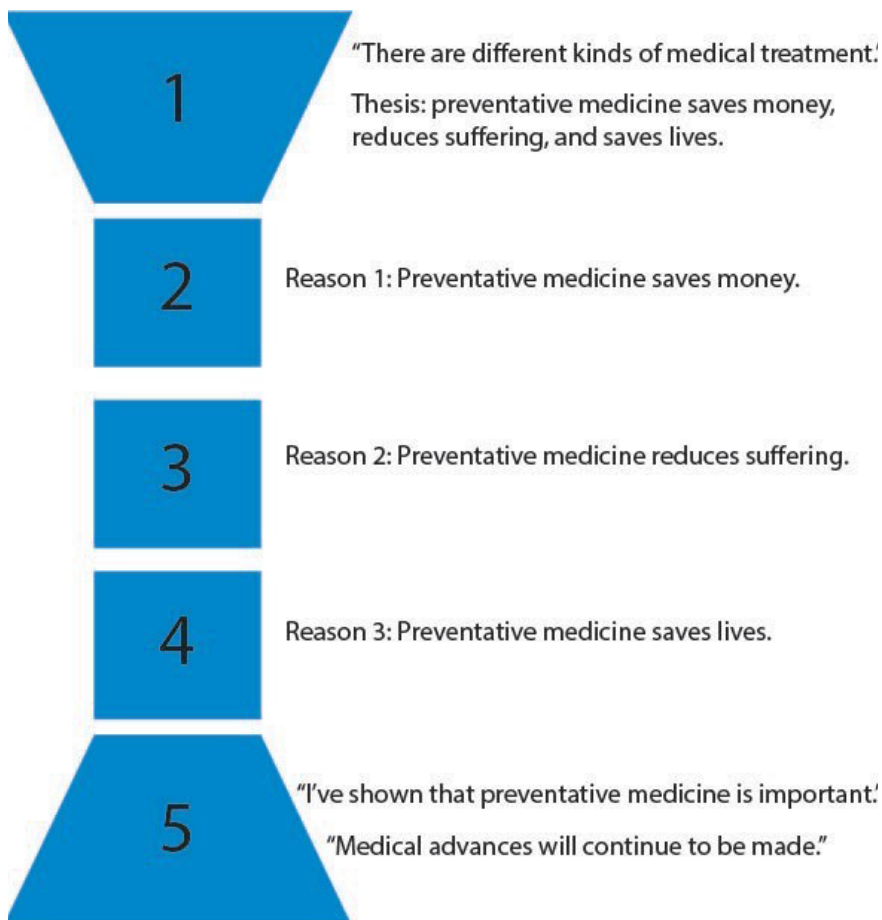 1
“There are different kinds of medical treatment.”
Thesis: preventative medicine saves money,
reduces suffering, and saves lives.
2
Reason 1: Preventative medicine saves money.
3
Reason 2: Preventative medicine reduces suffering.
4
Reason 3: Preventative medicine saves lives.
5
“I’ve shown that preventative medicine is important.”
“Medical advances will continue to be made.”